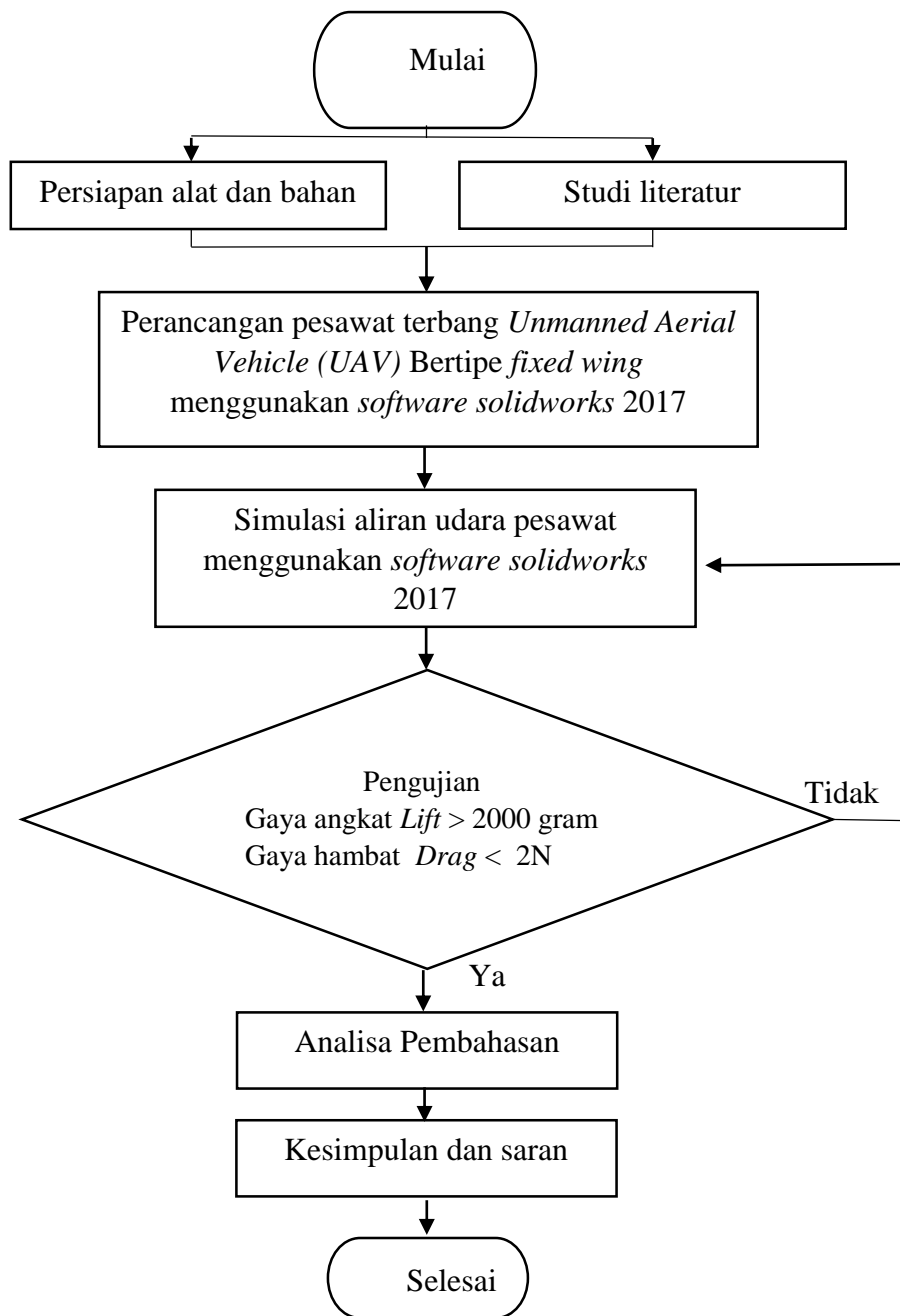 Mulai
Persiapan alat dan bahan
Studi literatur
Perancangan pesawat terbang Unmanned Aerial
Vehicle (UAV) Bertipe fixed wing
menggunakan software solidworks 2017
Simulasi aliran udara pesawat
menggunakan software solidworks
2017
Pengujian
Gaya angkat Lift > 2000 gram
Gaya hambat Drag < 2N
Tidak
Ya
Analisa Pembahasan
Kesimpulan dan saran
Selesai